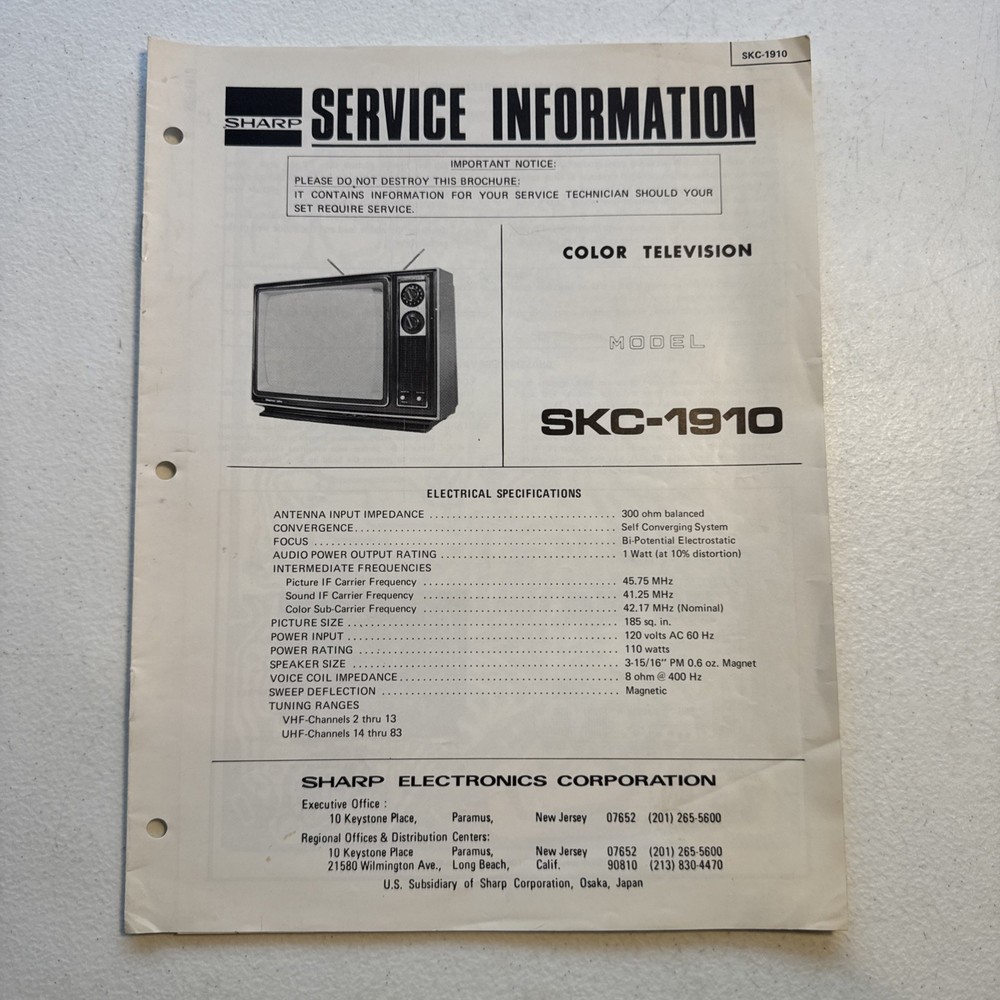 SKC-1910
SHARP SERVICE INFORMATION
IMPORTANT NOTICE:
PLEASE DO NOT DESTROY THIS BROCHURE:
IT CONTAINS INFORMATION FOR YOUR SERVICE TECHNICIAN SHOULD YOUR
SET REQUIRE SERVICE.
COLOR TELEVISION
MODEL
SKC-1910
ELECTRICAL SPECIFICATIONS
ANTENNA INPUT IMPEDANCE .................................. 300 ohm balanced
CONVERGENCE............................................... Self Converging System
FOCUS ...................................................... Bi-Potential Electrostatic
AUDIO POWER OUTPUT RATING ............................... 1 Watt (at 10% distortion)
INTERMEDIATE FREQUENCIES
Picture IF Carrier Frequency .................................. 45.75 MHz
Sound IF Carrier Frequency .................................. 41.25 MHz
Color Sub-Carrier Frequency .................................. 42.17 MHz (Nominal)
PICTURE SIZE ................................................ 185 sq. in.
POWER INPUT ................................................ 120 volts AC 60 Hz
POWER RATING .............................................. 110 watts
SPEAKER SIZE ............................................... 3-15/16" PM 0.6 oz. Magnet
VOICE COIL IMPEDANCE....................................... 8 ohm @ 400 Hz
SWEEP DEFLECTION .......................................... Magnetic
TUNING RANGES
VHF-Channels 2 thru 13
UHF-Channels 14 thru 83
SHARP ELECTRONICS CORPORATION
Executive Office :
10 Keystone Place, Paramus, New Jersey 07652 (201) 265-5600
Regional Offices & Distribution Centers:
10 Keystone Place Paramus, New Jersey 07652 (201) 265-5600
21580 Wilmington Ave., Long Beach, Calif. 90810 (213) 830-4470
U.S. Subsidiary of Sharp Corporation, Osaka, Japan